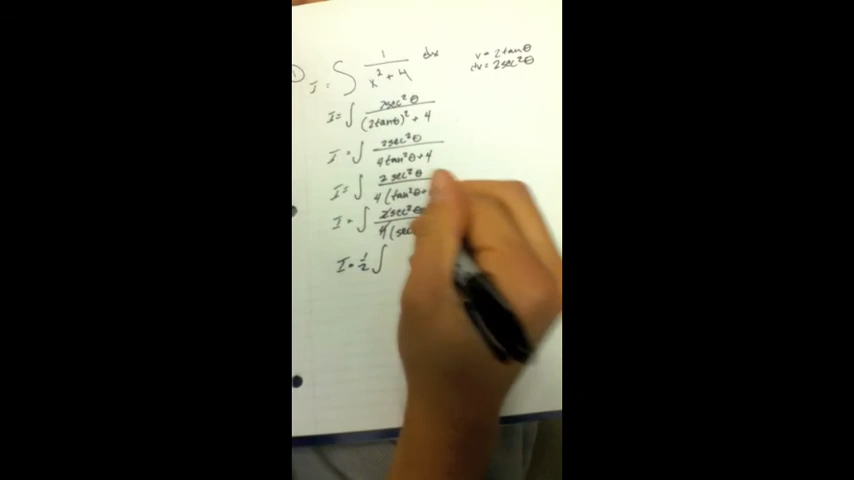 1
I = ∫ 1/(x² + 4) dx
v = 2tanθ
dv = 2sec²θ
I = ∫ 2sec²θ/((2tanθ)² + 4)
I = ∫ 2sec²θ/(4tan²θ + 4)
I = ∫ 2sec²θ/(4(tan²θ+
I = ∫ 2sec²θ/(4(sec
I = 1/2 ∫